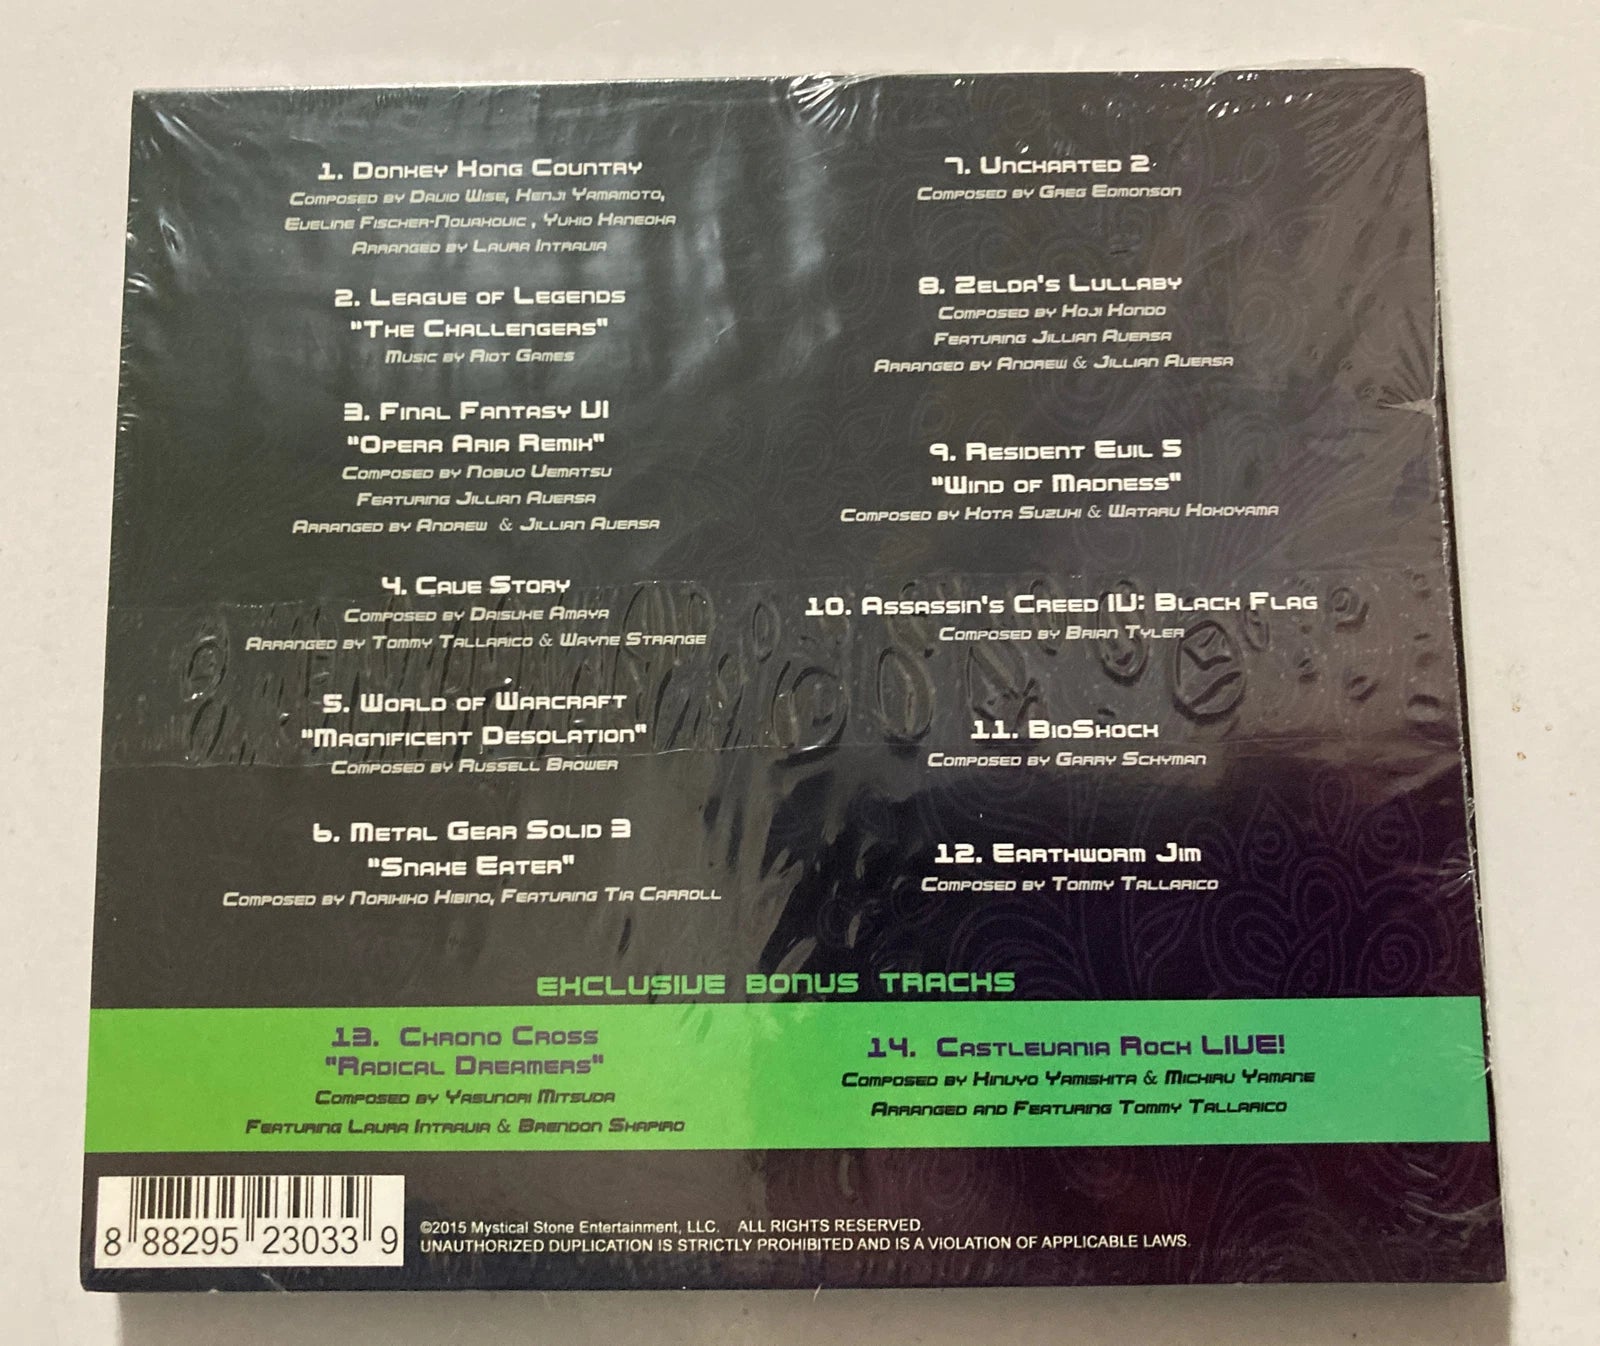 1. Donkey Kong Country
Composed by David Wise, Kenji Yamamoto,
Eveline Fischer-Novakovic , Yukio Kaneoka
Arranged by Laura Intravia
2. League of Legends
"The Challengers"
Music by Riot Games
3. Final Fantasy VI
"Opera Aria Remix"
Composed by Nobuo Uematsu
Featuring Jillian Aversa
Arranged by Andrew & Jillian Aversa
4. Cave Story
Composed by Daisuke Amaya
Arranged by Tommy Tallarico & Wayne Strange
5. World of Warcraft
"Magnificent Desolation"
Composed by Russell Brower
6. Metal Gear Solid 3
"Snake Eater"
Composed by Norihiko Hibino, Featuring Tia Carroll
7. Uncharted 2
Composed by Greg Edmonson
8. Zelda's Lullaby
Composed by Koji Kondo
Featuring Jillian Aversa
Arranged by Andrew & Jillian Aversa
9. Resident Evil 5
"Wind of Madness"
Composed by Kota Suzuki & Wataru Hokoyama
10. Assassin's Creed IV: Black Flag
Composed by Brian Tyler
11. BioShock
Composed by Garry Schyman
12. Earthworm Jim
Composed by Tommy Tallarico
EXCLUSIVE BONUS TRACKS
13. Chrono Cross
"Radical Dreamers"
Composed by Yasunori Mitsuda
Featuring Laura Intravia & Brendon Shapiro
14. Castlevania Rock LIVE!
Composed by Kinuyo Yamishita & Michiru Yamane
Arranged and Featuring Tommy Tallarico
8 88295 23033 9
©2015 Mystical Stone Entertainment, LLC. ALL RIGHTS RESERVED.
UNAUTHORIZED DUPLICATION IS STRICTLY PROHIBITED AND IS A VIOLATION OF APPLICABLE LAWS.